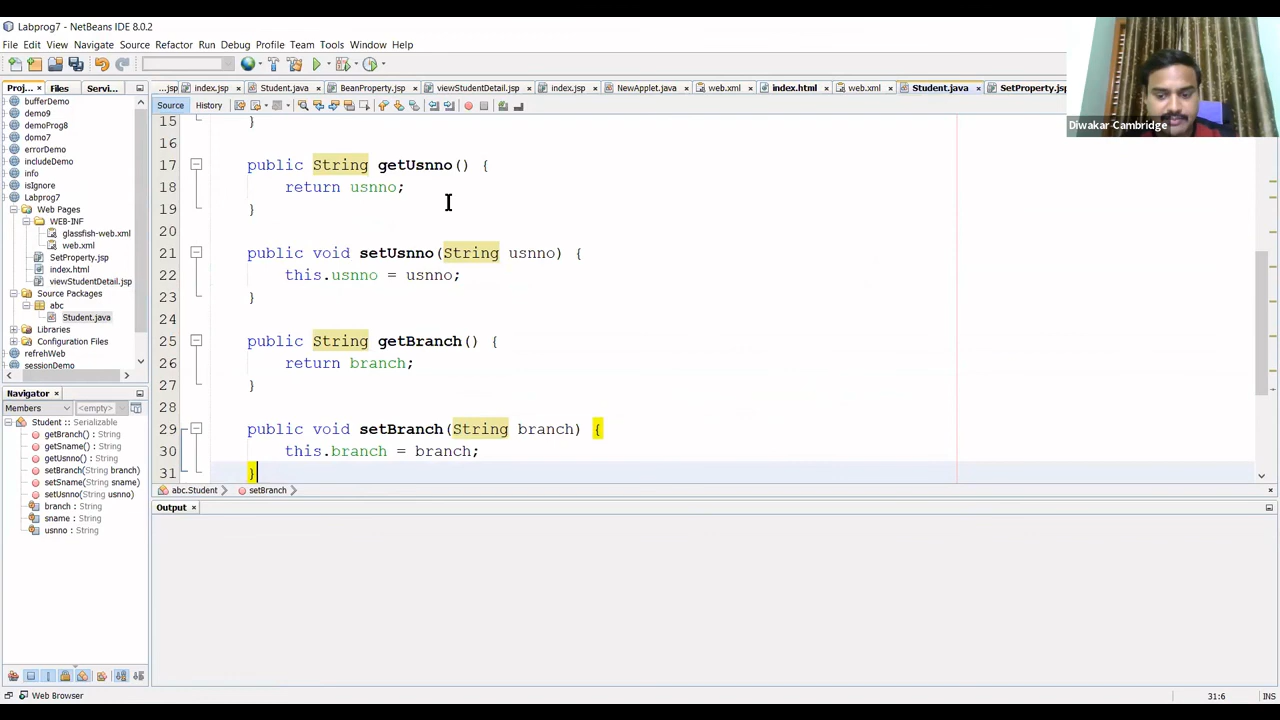 Labprog7 - NetBeans IDE 8.0.2
File Edit View Navigate Source Refactor Run Debug Profile Team Tools Window Help
Proj... × Files Servi...
...jsp index.jsp × Student.java × BeanProperty.jsp × viewStudentDetail.jsp × index.jsp × NewApplet.java × web.xml × index.html × web.xml × Student.java × SetProperty.jsp
Diwakar Cambridge
Source History
bufferDemo
demo9
demoProg8
domo7
errorDemo
includeDemo
info
isIgnore
Labprog7
Web Pages
WEB-INF
glassfish-web.xml
web.xml
SetProperty.jsp
index.html
viewStudentDetail.jsp
Source Packages
abc
Student.java
Libraries
Configuration Files
refrehWeb
sessionDemo
15 }
16
17 public String getUsnno() {
18 return usnno;
19 }
20
21 public void setUsnno(String usnno) {
22 this.usnno = usnno;
23 }
24
25 public String getBranch() {
26 return branch;
27 }
28
29 public void setBranch(String branch) {
30 this.branch = branch;
31 }
abc.Student setBranch
Navigator ×
Members <empty>
Student :: Serializable
getBranch() : String
getSname() : String
getUsnno() : String
setBranch(String branch)
setSname(String sname)
setUsnno(String usnno)
branch : String
sname : String
usnno : String
Output ×
Web Browser
31:6 INS